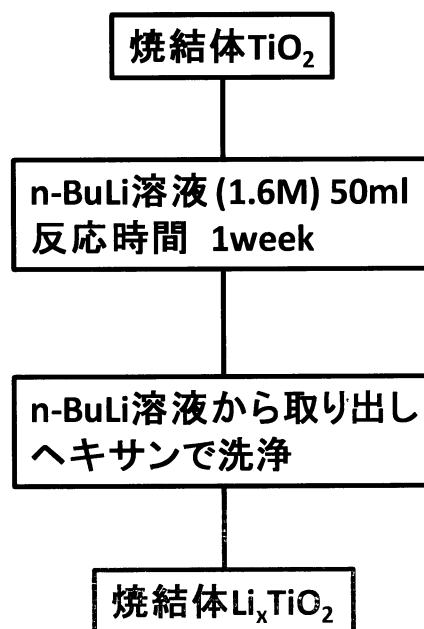 焼結体TiO₂
n-BuLi溶液(1.6M) 50ml
反応時間 1week
n-BuLi溶液から取り出し
ヘキサンで洗浄
焼結体LiₓTiO₂